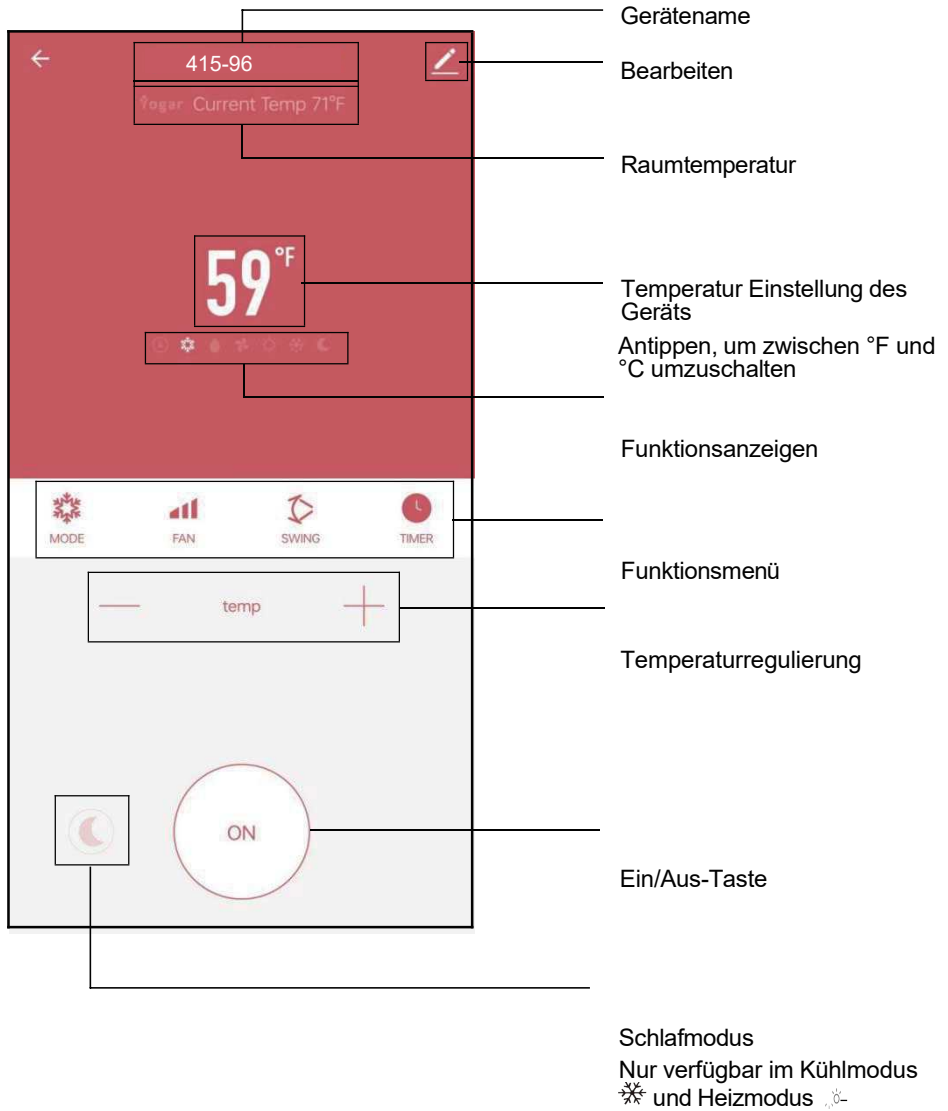 Gerätename
415-96
Bearbeiten
Current Temp 71°F
Raumtemperatur
59°F
Temperatur Einstellung des
Geräts
Antippen, um zwischen °F und
°C umzuschalten
Funktionsanzeigen
MODE FAN SWING TIMER
Funktionsmenü
— temp +
Temperaturregulierung
ON
Ein/Aus-Taste
Schlafmodus
Nur verfügbar im Kühlmodus
und Heizmodus